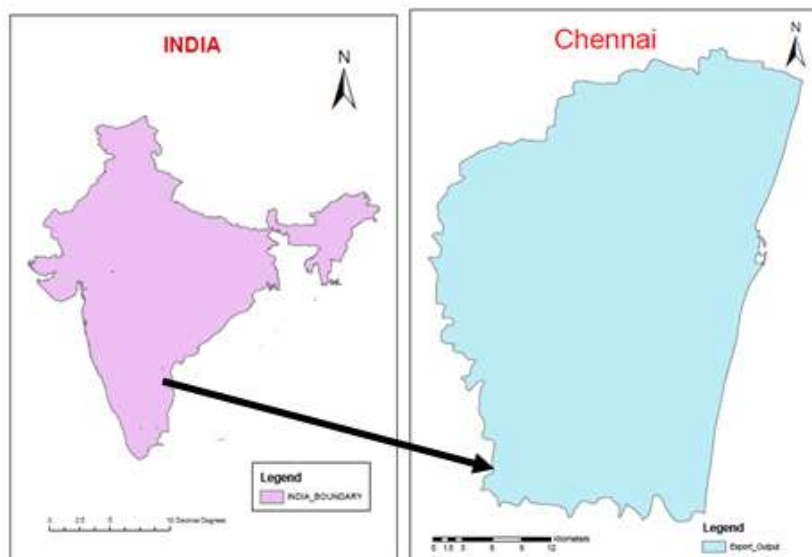 INDIA
N
Legend
INDIA_BOUNDARY
0 2.5 5 10 Decimal Degrees
Chennai
N
Legend
Export_Output
0 1.5 3 6 9 12 Kilometers